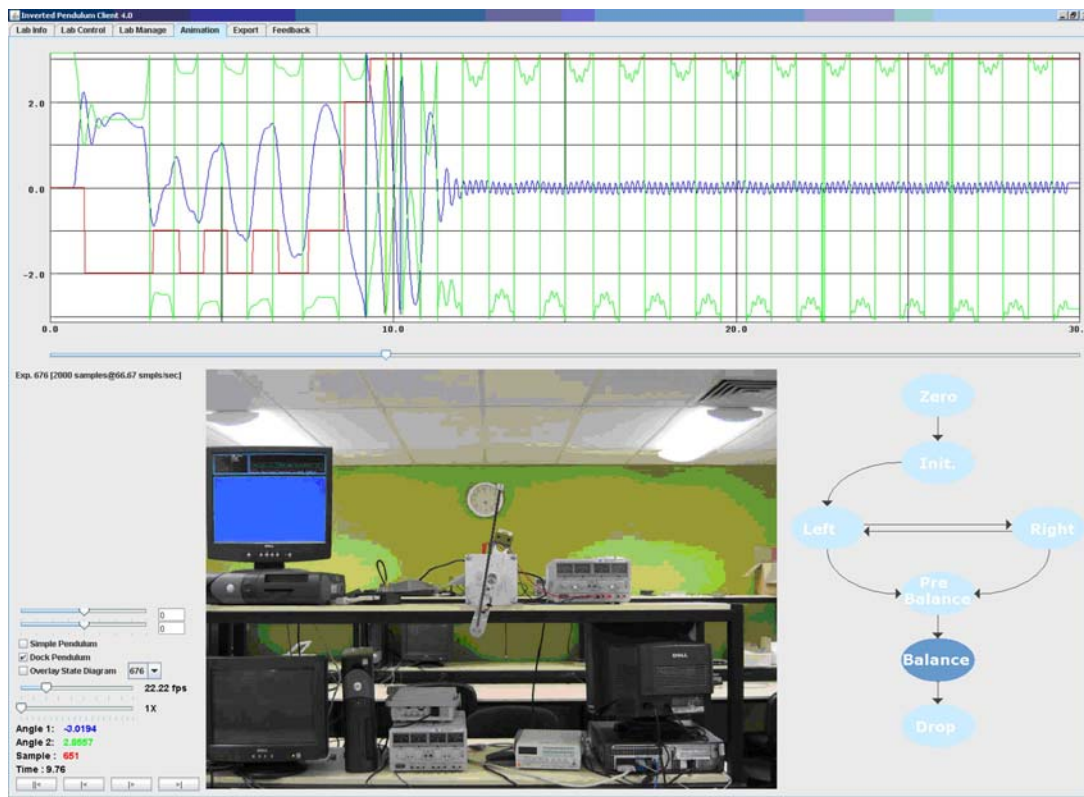 Inverted Pendulum Client 4.0
Lab Info Lab Control Lab Manage Animation Export Feedback
2.0
0.0
-2.0
0.0 10.0 20.0 30.
Exp. 676 [2000 samples@66.67 smpls/sec]
Zero
Init.
Left Right
Pre
Balance
Balance
Drop
0
0
Simple Pendulum
Dock Pendulum
Overlay State Diagram 676
22.22 fps
1X
Angle 1: -3.0194
Angle 2: 2.8557
Sample : 651
Time : 9.76
||< |< |> >|
DELL